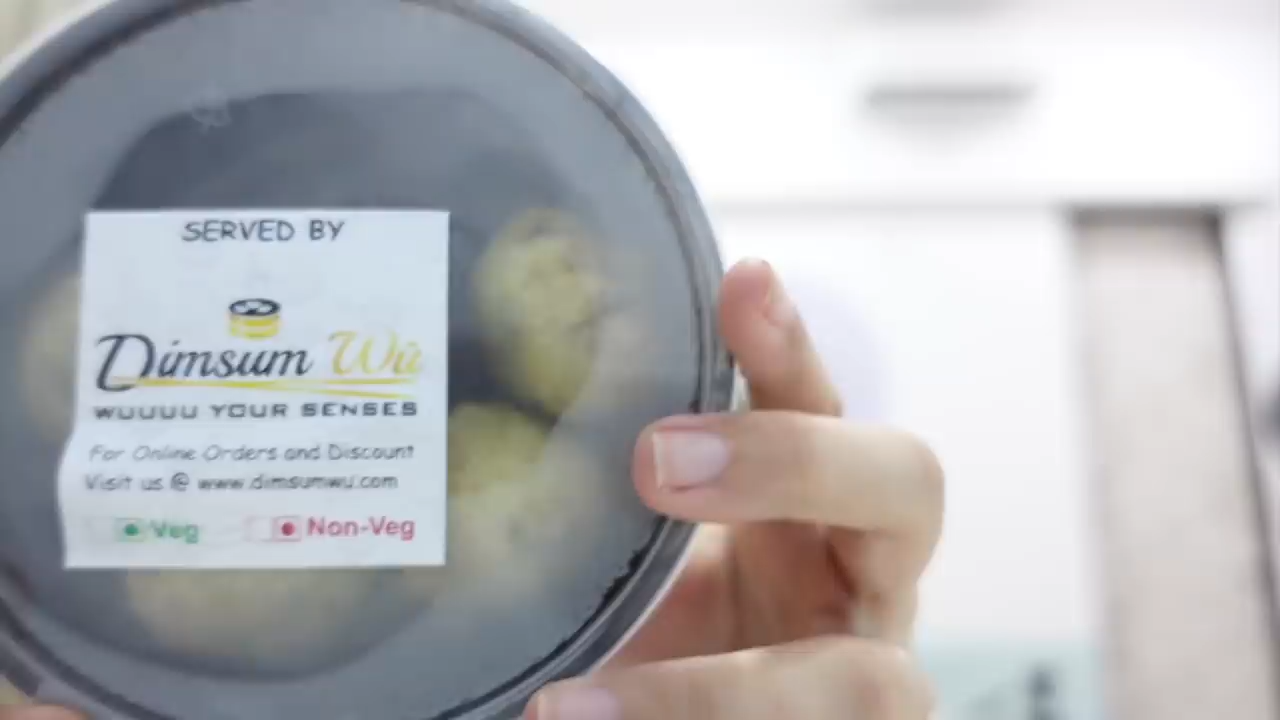 SERVED BY
Dimsum Wû
WUUUU YOUR SENSES
For Online Orders and Discount
Visit us @ www.dimsumwu.com
Veg Non-Veg